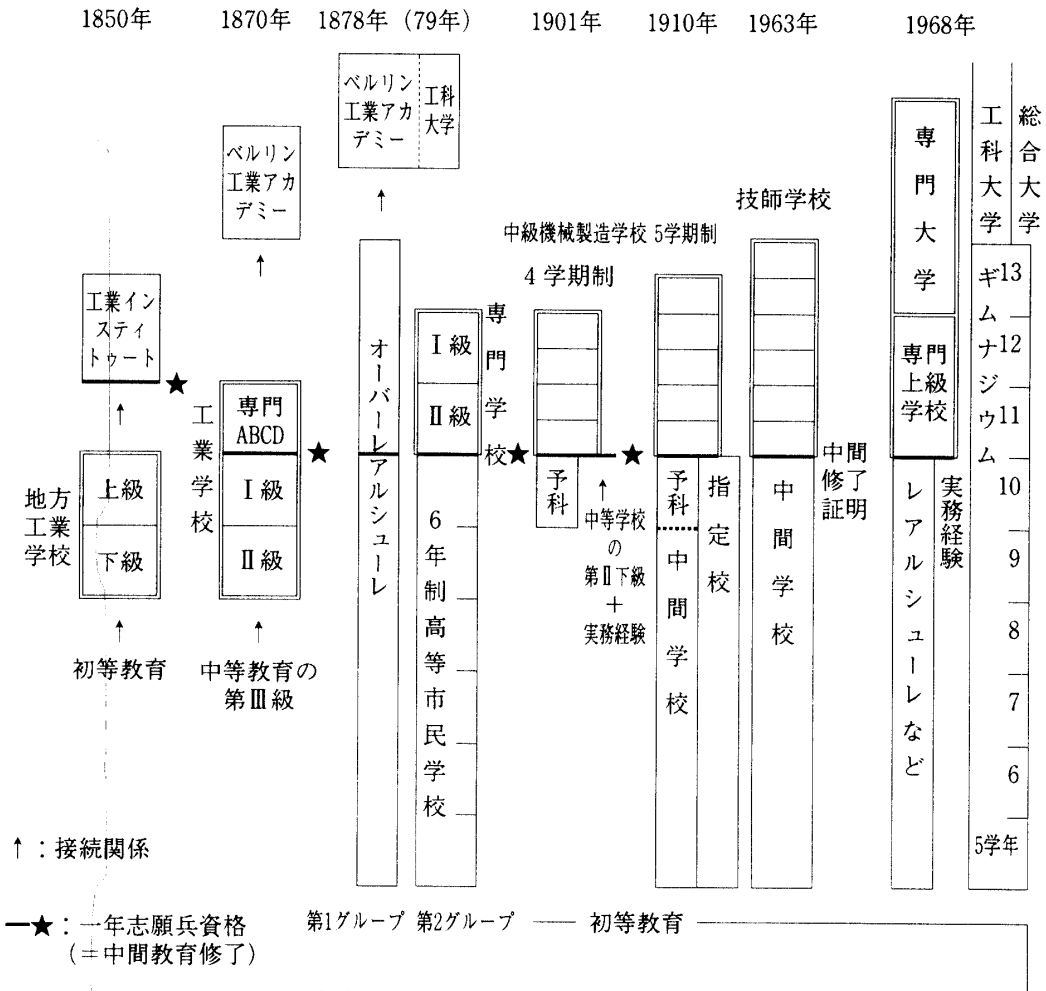 1850年
1870年
1878年 (79年)
1901年
1910年
1963年
1968年
工業イン
スティ
トゥート
地方
工業
学校
上級
下級
初等教育
ベルリン
工業アカ
デミー
工業学校
専門
ABCD
Ⅰ級
Ⅱ級
中等教育の
第Ⅲ級
ベルリン
工業アカ
デミー
工科
大学
オーバーレアルシューレ
Ⅰ級
Ⅱ級
専門学校
6年制高等市民学校
中級機械製造学校 5学期制
4学期制
予科
中等学校
の
第Ⅱ下級
+
実務経験
予科
中間学校
指定校
技師学校
中間学校
中間
修了
証明
専門大学
専門
上級
学校
レアルシューレなど
実務経験
工科大学
総合大学
ギムナジウム
13
12
11
10
9
8
7
6
5学年
↑:接続関係
★:一年志願兵資格
(=中間教育修了)
第1グループ 第2グループ
初等教育